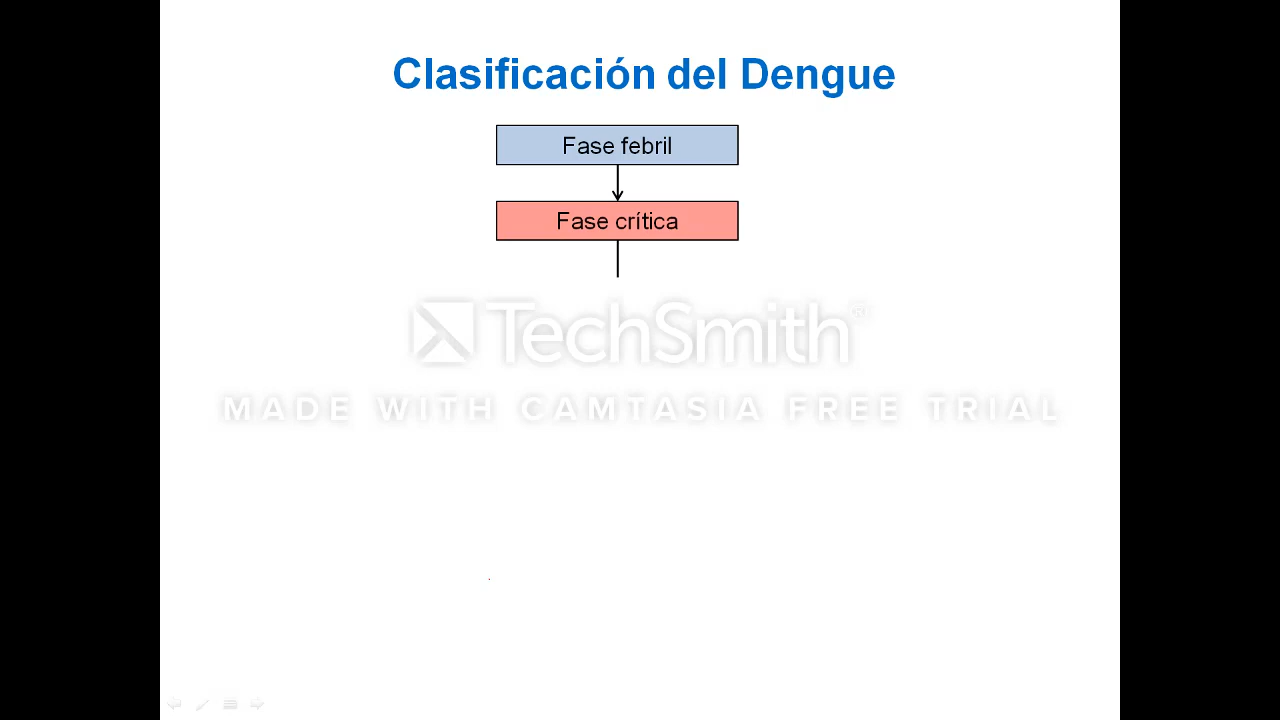 Clasificación del Dengue
Fase febril
Fase crítica
TechSmith®
MADE WITH CAMTASIA FREE TRIAL